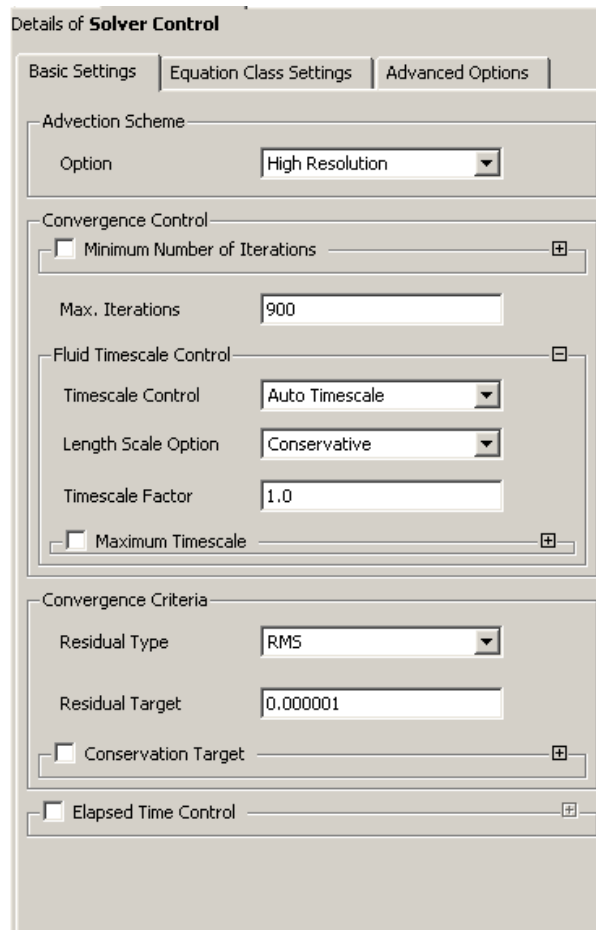 Details of Solver Control
Basic Settings Equation Class Settings Advanced Options
Advection Scheme
Option High Resolution
Convergence Control
Minimum Number of Iterations
Max. Iterations 900
Fluid Timescale Control
Timescale Control Auto Timescale
Length Scale Option Conservative
Timescale Factor 1.0
Maximum Timescale
Convergence Criteria
Residual Type RMS
Residual Target 0.000001
Conservation Target
Elapsed Time Control